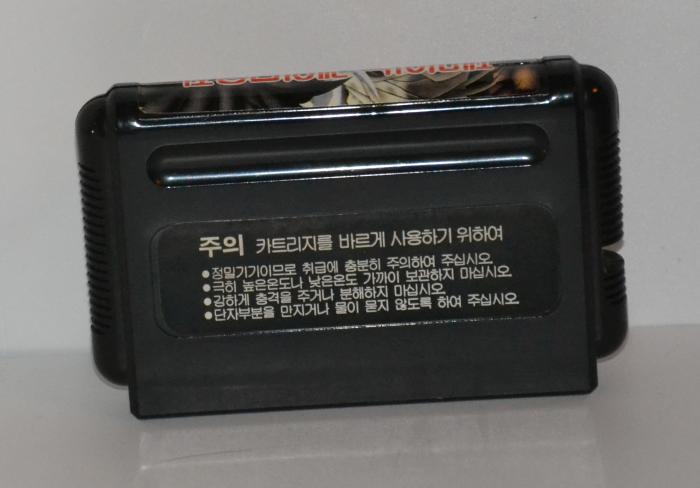 주의 카트리지를 바르게 사용하기 위하여
●정밀기기이므로 취급에 충분히 주의하여 주십시오.
●극히 높은온도나 낮은온도 가까이 보관하지 마십시오.
●강하게 충격을 주거나 분해하지 마십시오.
●단자부분을 만지거나 물이 묻지 않도록 하여 주십시오.